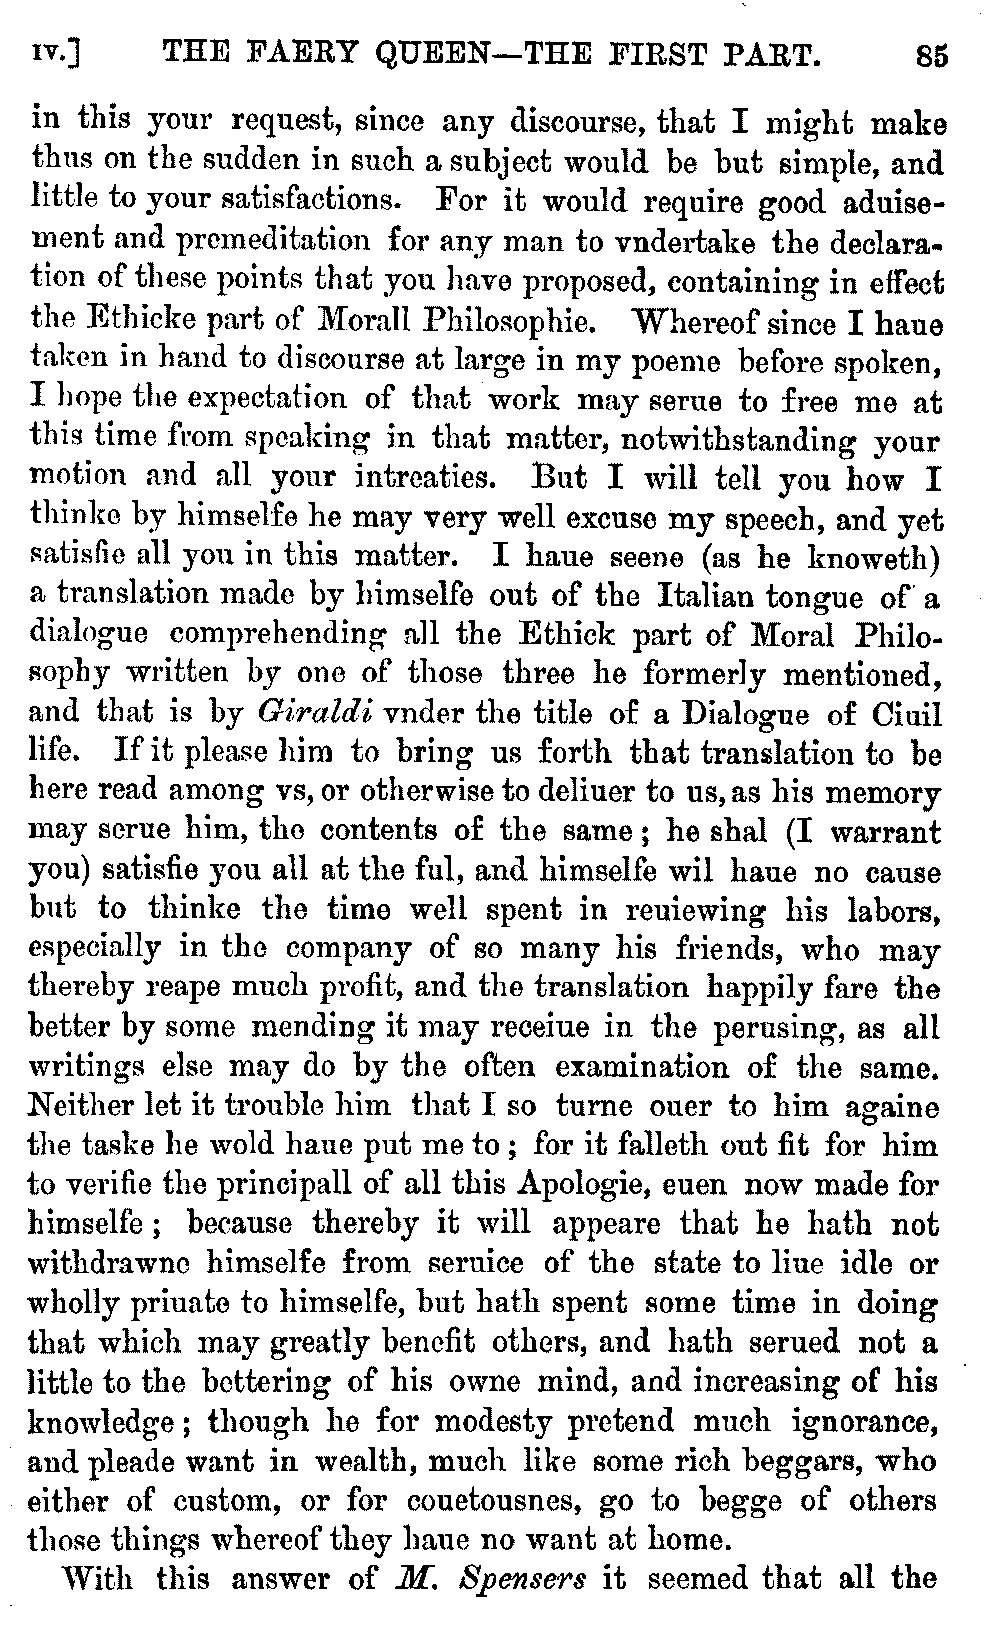 IV.] THE FAERY QUEEN—THE FIRST PART. 85
in this your request, since any discourse, that I might make
thus on the sudden in such a subject would be but simple, and
little to your satisfactions. For it would require good aduise-
ment and premeditation for any man to vndertake the declara-
tion of these points that you have proposed, containing in effect
the Ethicke part of Morall Philosophie. Whereof since I haue
taken in hand to discourse at large in my poeme before spoken,
I hope the expectation of that work may serue to free me at
this time from speaking in that matter, notwithstanding your
motion and all your intreaties. But I will tell you how I
thinke by himselfe he may very well excuse my speech, and yet
satisfie all you in this matter. I haue seene (as he knoweth)
a translation made by himselfe out of the Italian tongue of a
dialogue comprehending all the Ethick part of Moral Philo-
sophy written by one of those three he formerly mentioned,
and that is by Giraldi vnder the title of a Dialogue of Ciuil
life. If it please him to bring us forth that translation to be
here read among vs, or otherwise to deliuer to us, as his memory
may serue him, the contents of the same; he shal (I warrant
you) satisfie you all at the ful, and himselfe wil haue no cause
but to thinke the time well spent in reuiewing his labors,
especially in the company of so many his friends, who may
thereby reape much profit, and the translation happily fare the
better by some mending it may receiue in the perusing, as all
writings else may do by the often examination of the same.
Neither let it trouble him that I so turne ouer to him againe
the taske he wold haue put me to; for it falleth out fit for him
to verifie the principall of all this Apologie, euen now made for
himselfe; because thereby it will appeare that he hath not
withdrawne himselfe from seruice of the state to liue idle or
wholly priuate to himselfe, but hath spent some time in doing
that which may greatly benefit others, and hath serued not a
little to the bettering of his owne mind, and increasing of his
knowledge; though he for modesty pretend much ignorance,
and pleade want in wealth, much like some rich beggars, who
either of custom, or for couetousnes, go to begge of others
those things whereof they haue no want at home.
With this answer of M. Spensers it seemed that all the